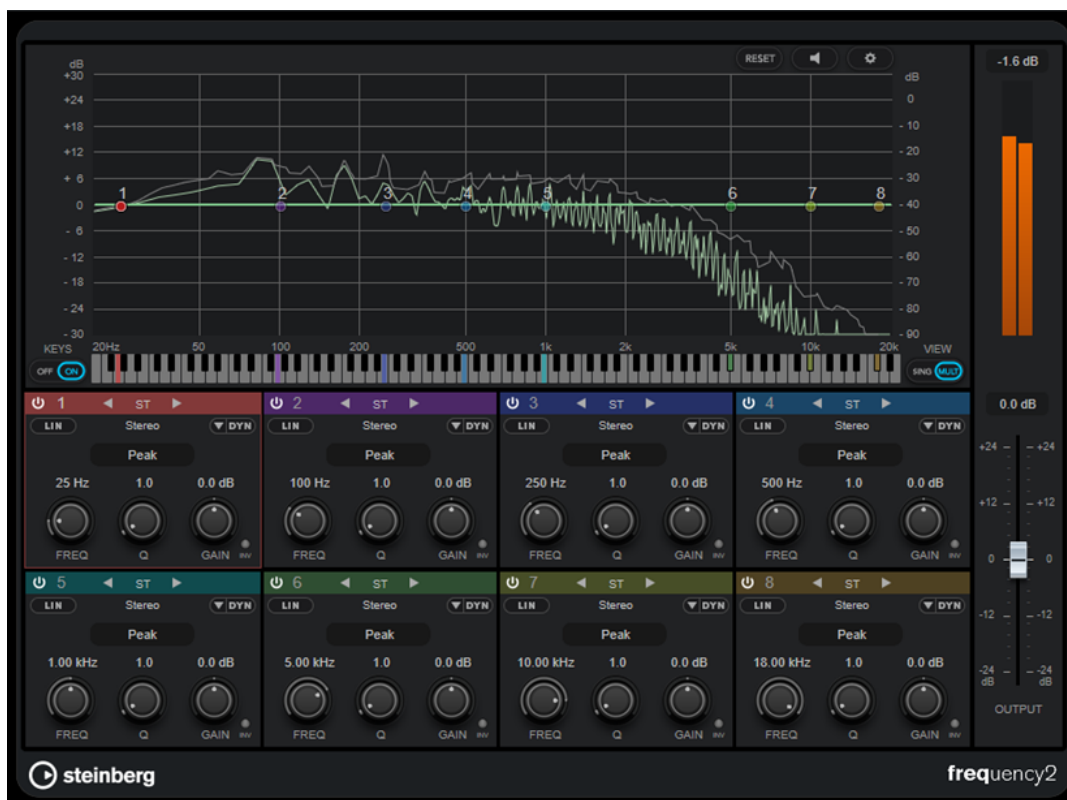 RESET
-1.6 dB
dB
+30
+24
+18
+12
+ 6
0
- 6
- 12
- 18
- 24
- 30
dB
0
- 10
- 20
- 30
- 40
- 50
- 60
- 70
- 80
- 90
1 2 3 4 5 6 7 8
20Hz 50 100 200 500 1k 2k 5k 10k 20k
KEYS
OFF ON
VIEW
SING MULT
1 ST 2 ST 3 ST 4 ST
LIN Stereo DYN LIN Stereo DYN LIN Stereo DYN LIN Stereo DYN
Peak Peak Peak Peak
25 Hz 1.0 0.0 dB 100 Hz 1.0 0.0 dB 250 Hz 1.0 0.0 dB 500 Hz 1.0 0.0 dB
FREQ Q GAIN INV FREQ Q GAIN INV FREQ Q GAIN INV FREQ Q GAIN INV
5 ST 6 ST 7 ST 8 ST
LIN Stereo DYN LIN Stereo DYN LIN Stereo DYN LIN Stereo DYN
Peak Peak Peak Peak
1.00 kHz 1.0 0.0 dB 5.00 kHz 1.0 0.0 dB 10.00 kHz 1.0 0.0 dB 18.00 kHz 1.0 0.0 dB
FREQ Q GAIN INV FREQ Q GAIN INV FREQ Q GAIN INV FREQ Q GAIN INV
0.0 dB
+24 +24
+12 +12
0 0
-12 -12
-24 -24
dB dB
OUTPUT
steinberg
frequency2